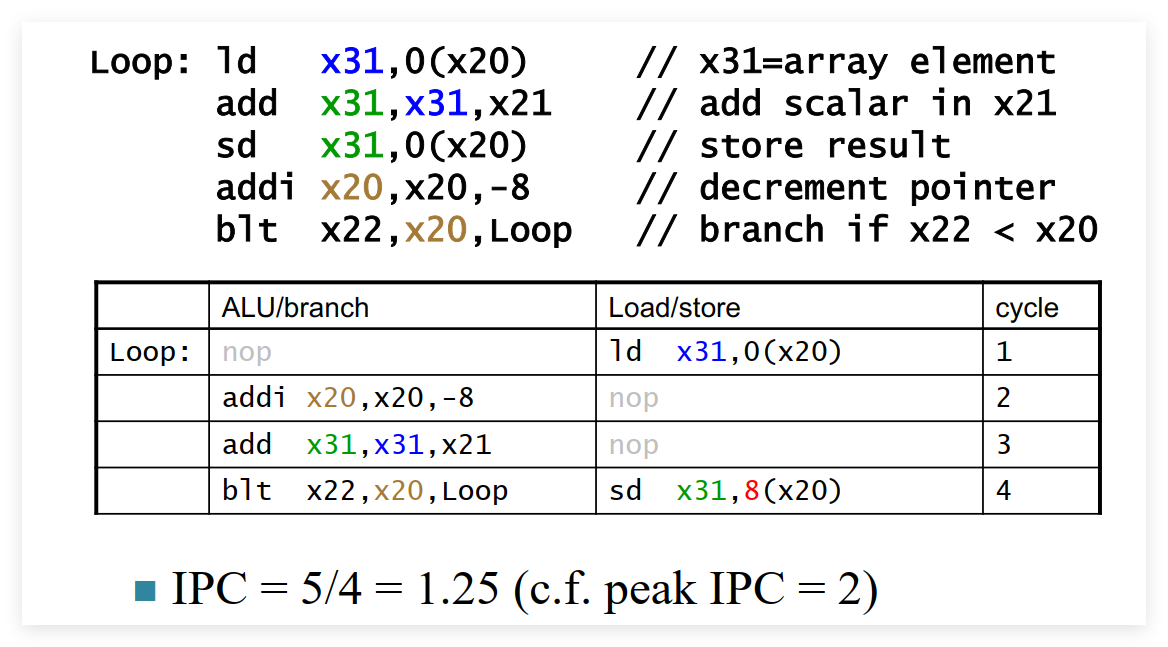 Loop: ld x31,0(x20) // x31=array element
add x31,x31,x21 // add scalar in x21
sd x31,0(x20) // store result
addi x20,x20,-8 // decrement pointer
blt x22,x20,Loop // branch if x22 < x20
ALU/branch Load/store cycle
Loop: nop ld x31,0(x20) 1
addi x20,x20,-8 nop 2
add x31,x31,x21 nop 3
blt x22,x20,Loop sd x31,8(x20) 4
IPC = 5/4 = 1.25 (c.f. peak IPC = 2)